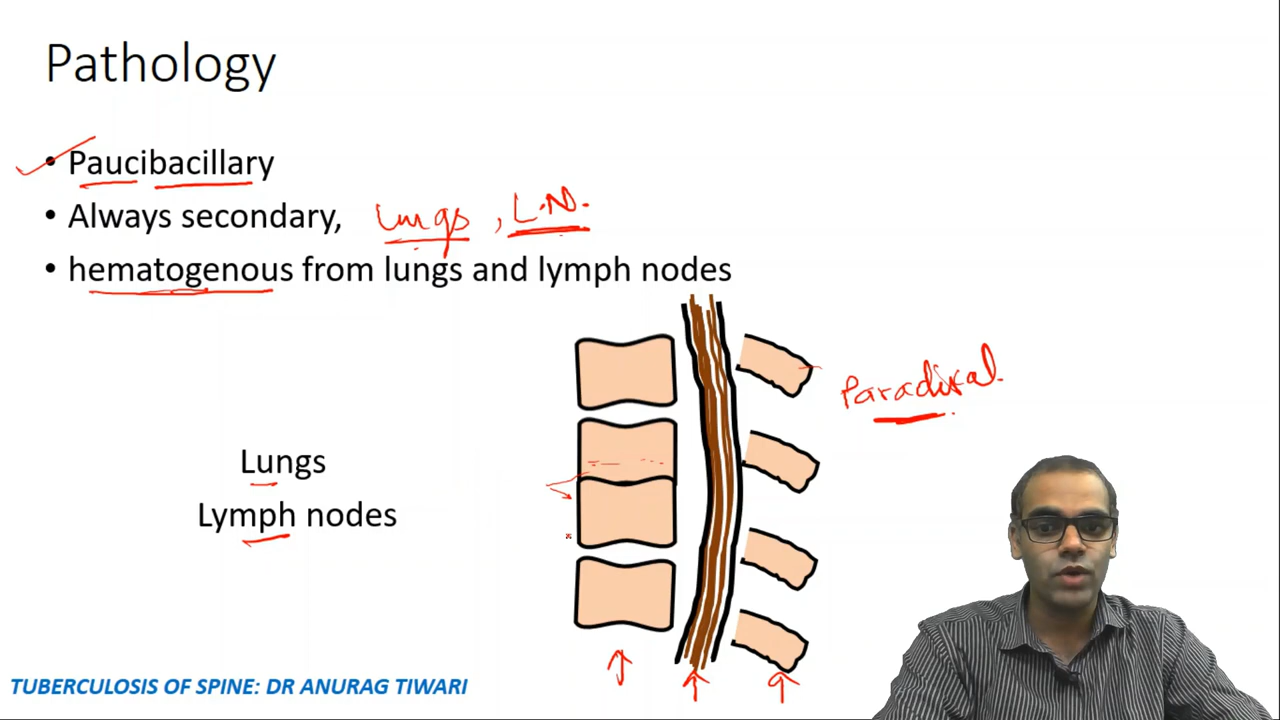 Pathology
• Paucibacillary
• Always secondary, Lungs, L.N.
• hematogenous from lungs and lymph nodes
Paradixal.
Lungs
Lymph nodes
TUBERCULOSIS OF SPINE: DR ANURAG TIWARI